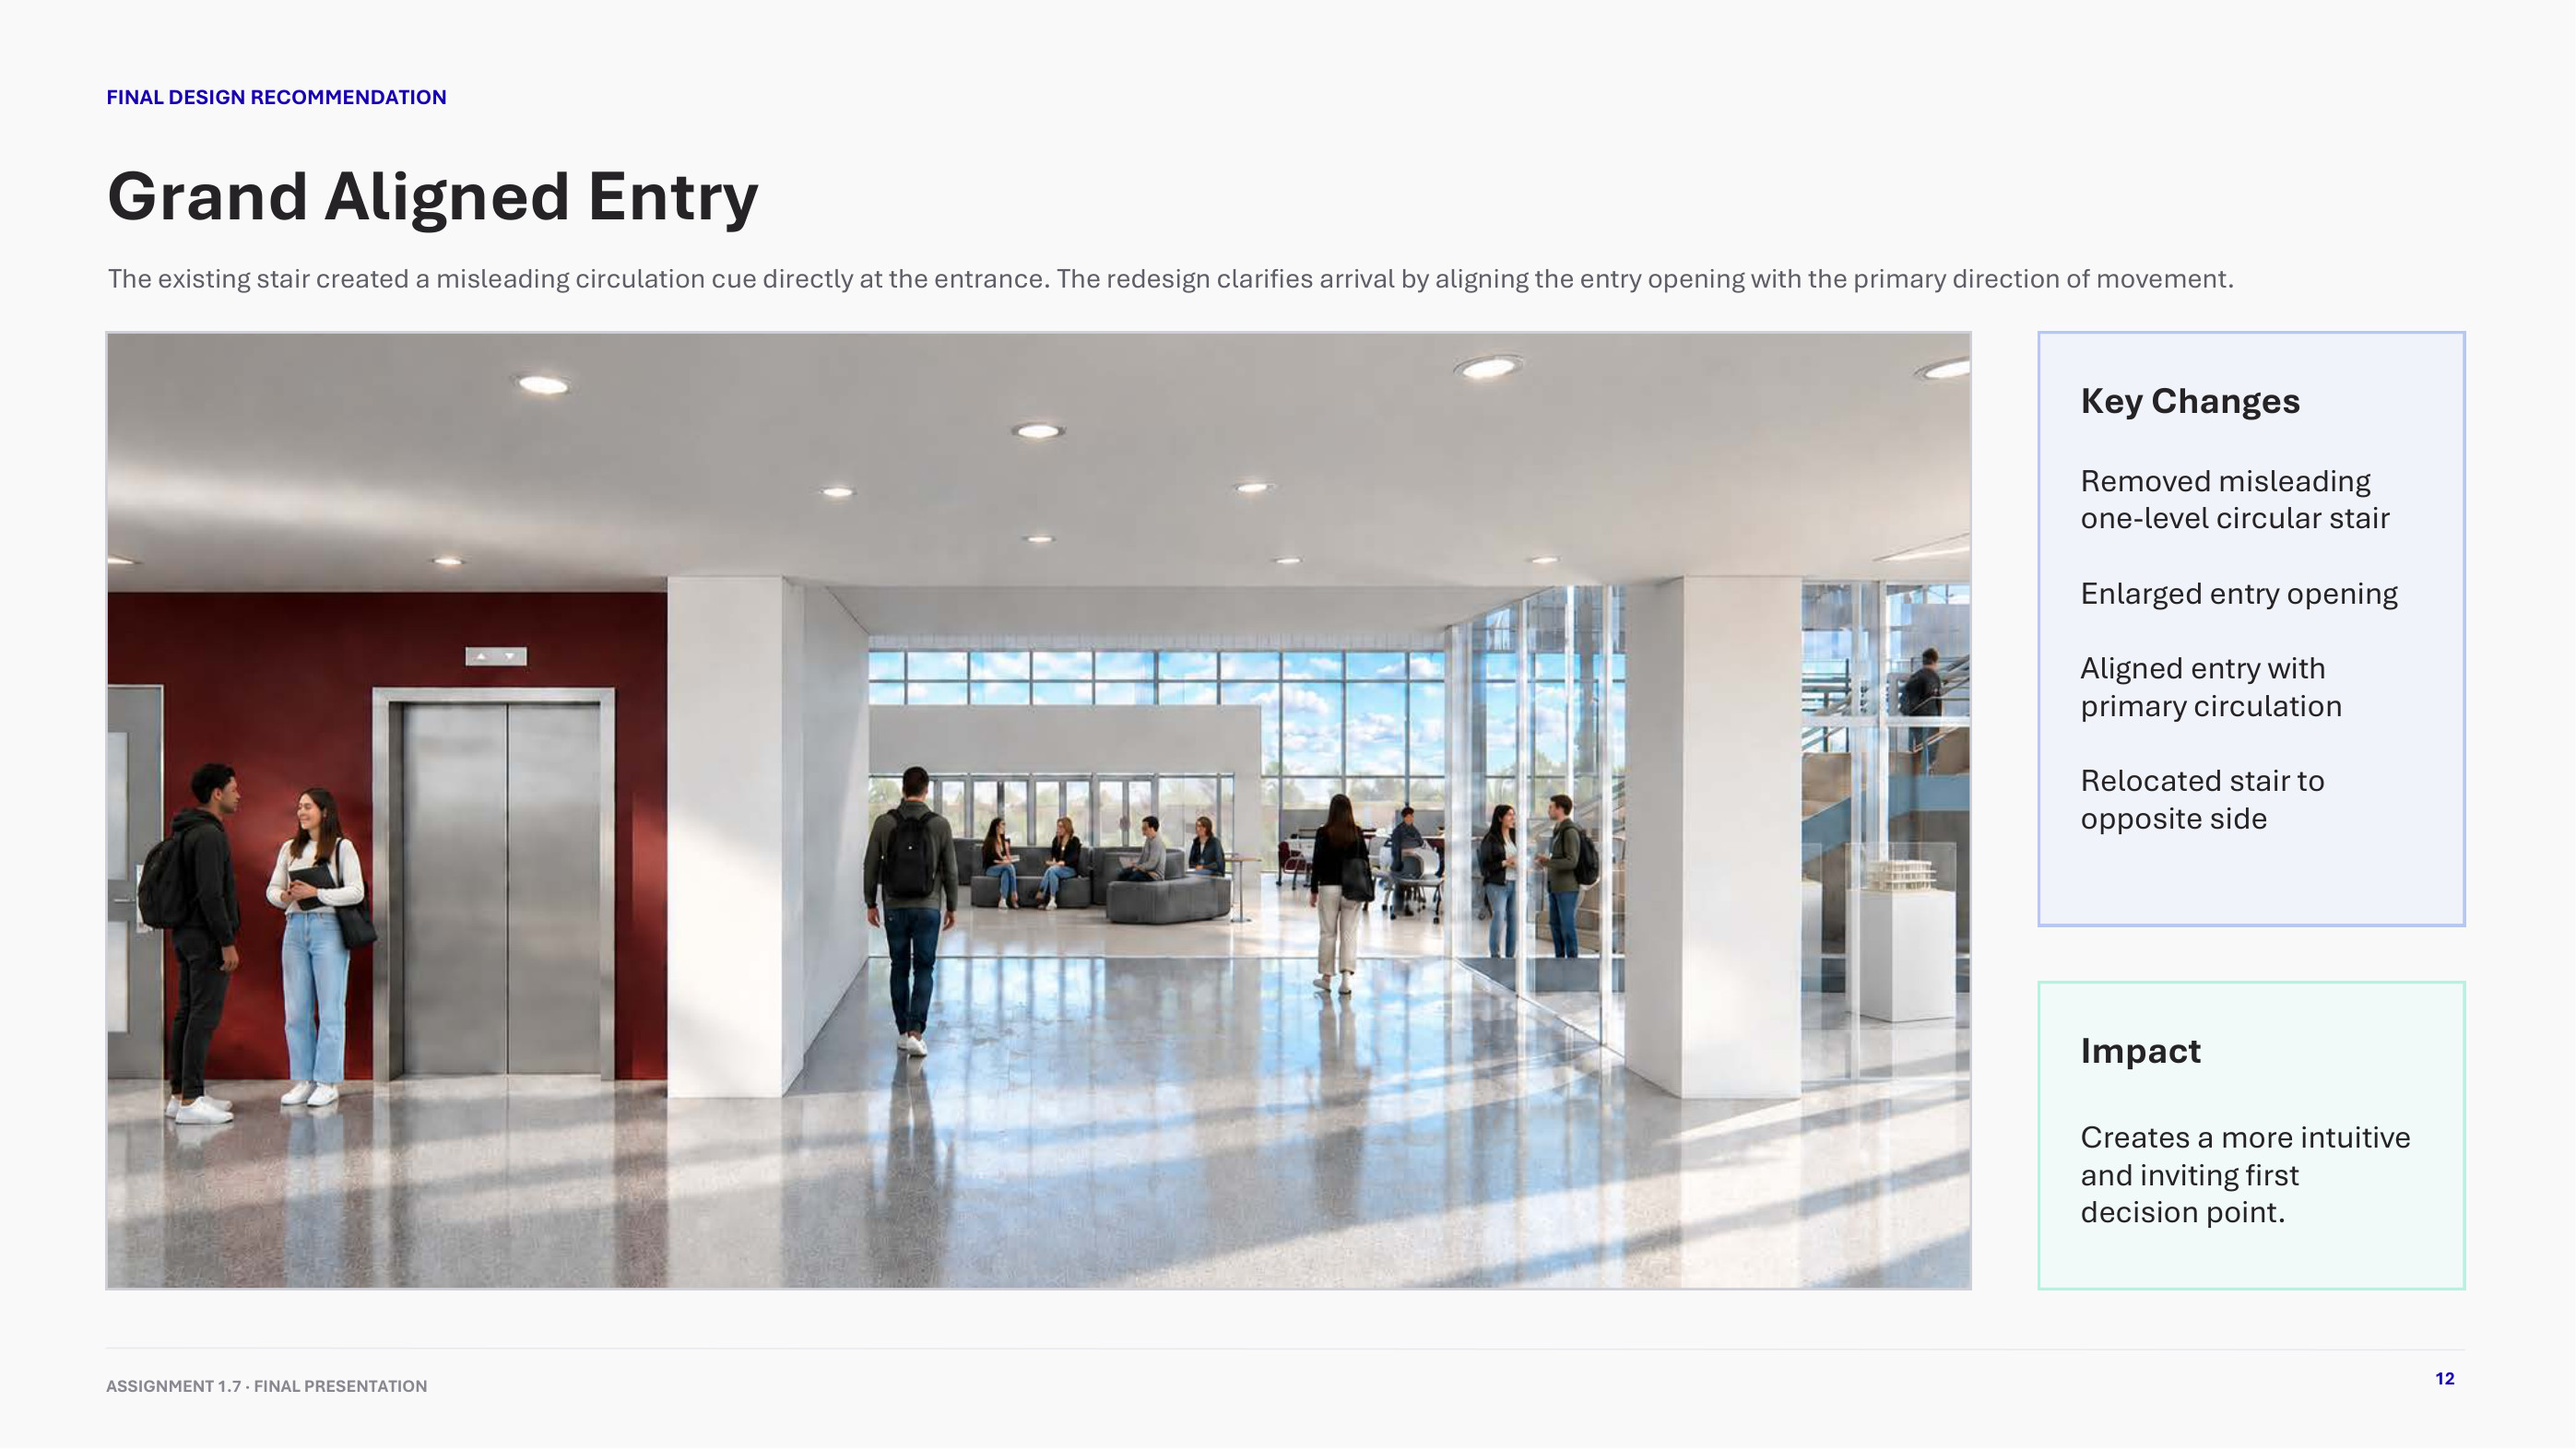 FINAL DESIGN RECOMMENDATION
Grand Aligned Entry
The existing stair created a misleading circulation cue directly at the entrance. The redesign clarifies arrival by aligning the entry opening with the primary direction of movement.
Key Changes
Removed misleading
one-level circular stair
Enlarged entry opening
Aligned entry with
primary circulation
Relocated stair to
opposite side
Impact
Creates a more intuitive
and inviting first
decision point.
ASSIGNMENT 1.7 · FINAL PRESENTATION
12